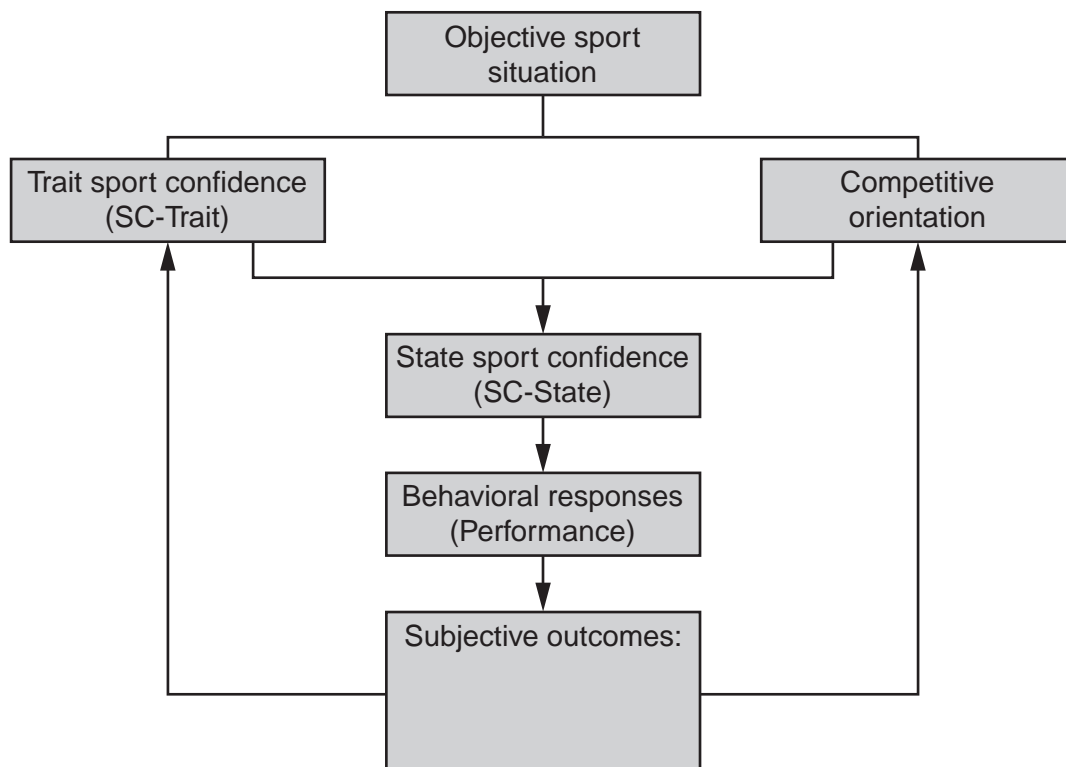 Objective sport
situation
Trait sport confidence
(SC-Trait)
Competitive
orientation
State sport confidence
(SC-State)
Behavioral responses
(Performance)
Subjective outcomes: